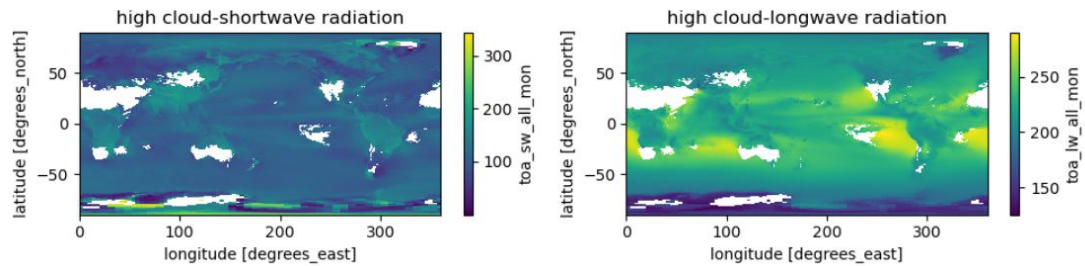 high cloud-shortwave radiation
latitude [degrees_north]
50
0
−50
0
100
200
300
longitude [degrees_east]
300
200
100
toa_sw_all_mon
high cloud-longwave radiation
latitude [degrees_north]
50
0
−50
0
100
200
300
longitude [degrees_east]
250
200
150
toa_lw_all_mon